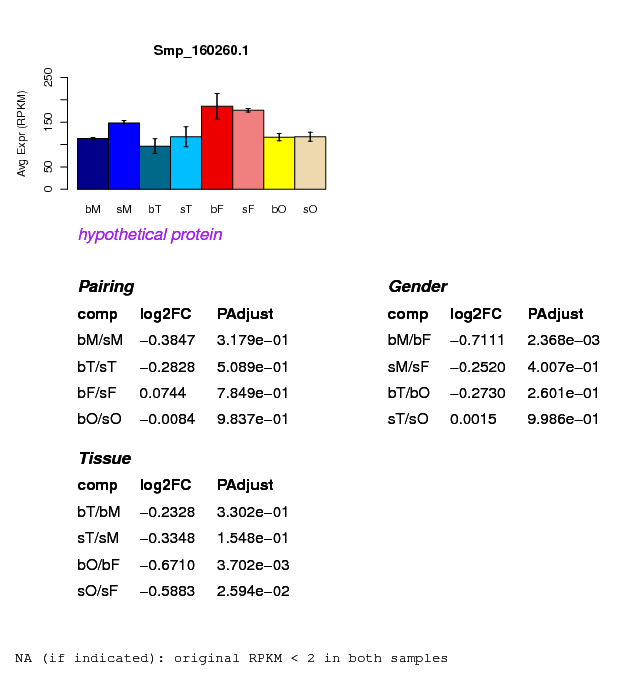 Smp_160260.1
Avg Expr (RPKM)
250
150
50
0
bM sM bT sT bF sF bO sO
hypothetical protein
Pairing
comp log2FC PAdjust
bM/sM −0.3847 3.179e−01
bT/sT −0.2828 5.089e−01
bF/sF 0.0744 7.849e−01
bO/sO −0.0084 9.837e−01
Gender
comp log2FC PAdjust
bM/bF −0.7111 2.368e−03
sM/sF −0.2520 4.007e−01
bT/bO −0.2730 2.601e−01
sT/sO 0.0015 9.986e−01
Tissue
comp log2FC PAdjust
bT/bM −0.2328 3.302e−01
sT/sM −0.3348 1.548e−01
bO/bF −0.6710 3.702e−03
sO/sF −0.5883 2.594e−02
NA (if indicated): original RPKM < 2 in both samples